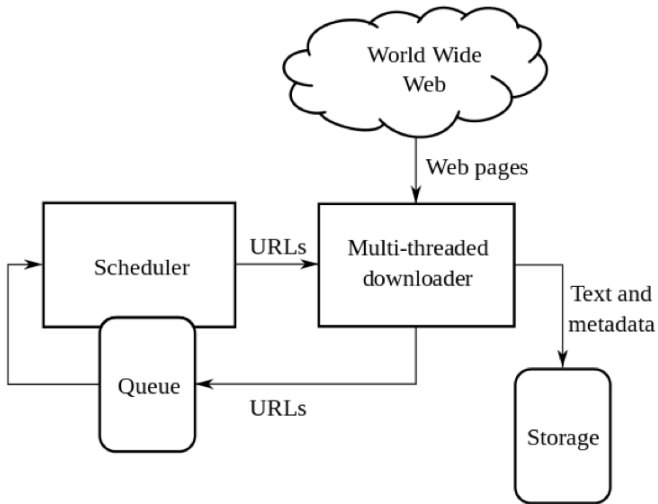 World Wide
Web
Web pages
Scheduler
URLs
Multi-threaded
downloader
Text and
metadata
Queue
URLs
Storage